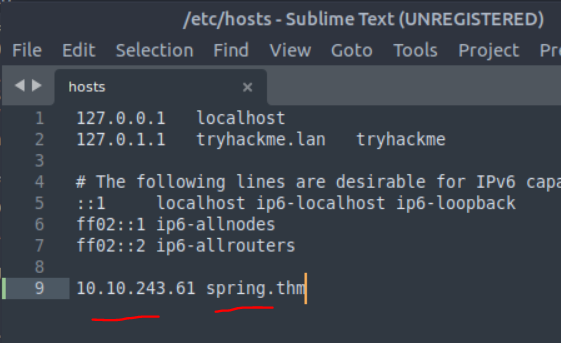 /etc/hosts - Sublime Text (UNREGISTERED)
File Edit Selection Find View Goto Tools Project
hosts
1 127.0.0.1 localhost
2 127.0.1.1 tryhackme.lan tryhackme
3
4 # The following lines are desirable for IPv6 capa
5 ::1 localhost ip6-localhost ip6-loopback
6 ff02::1 ip6-allnodes
7 ff02::2 ip6-allrouters
8
9 10.10.243.61 spring.thm